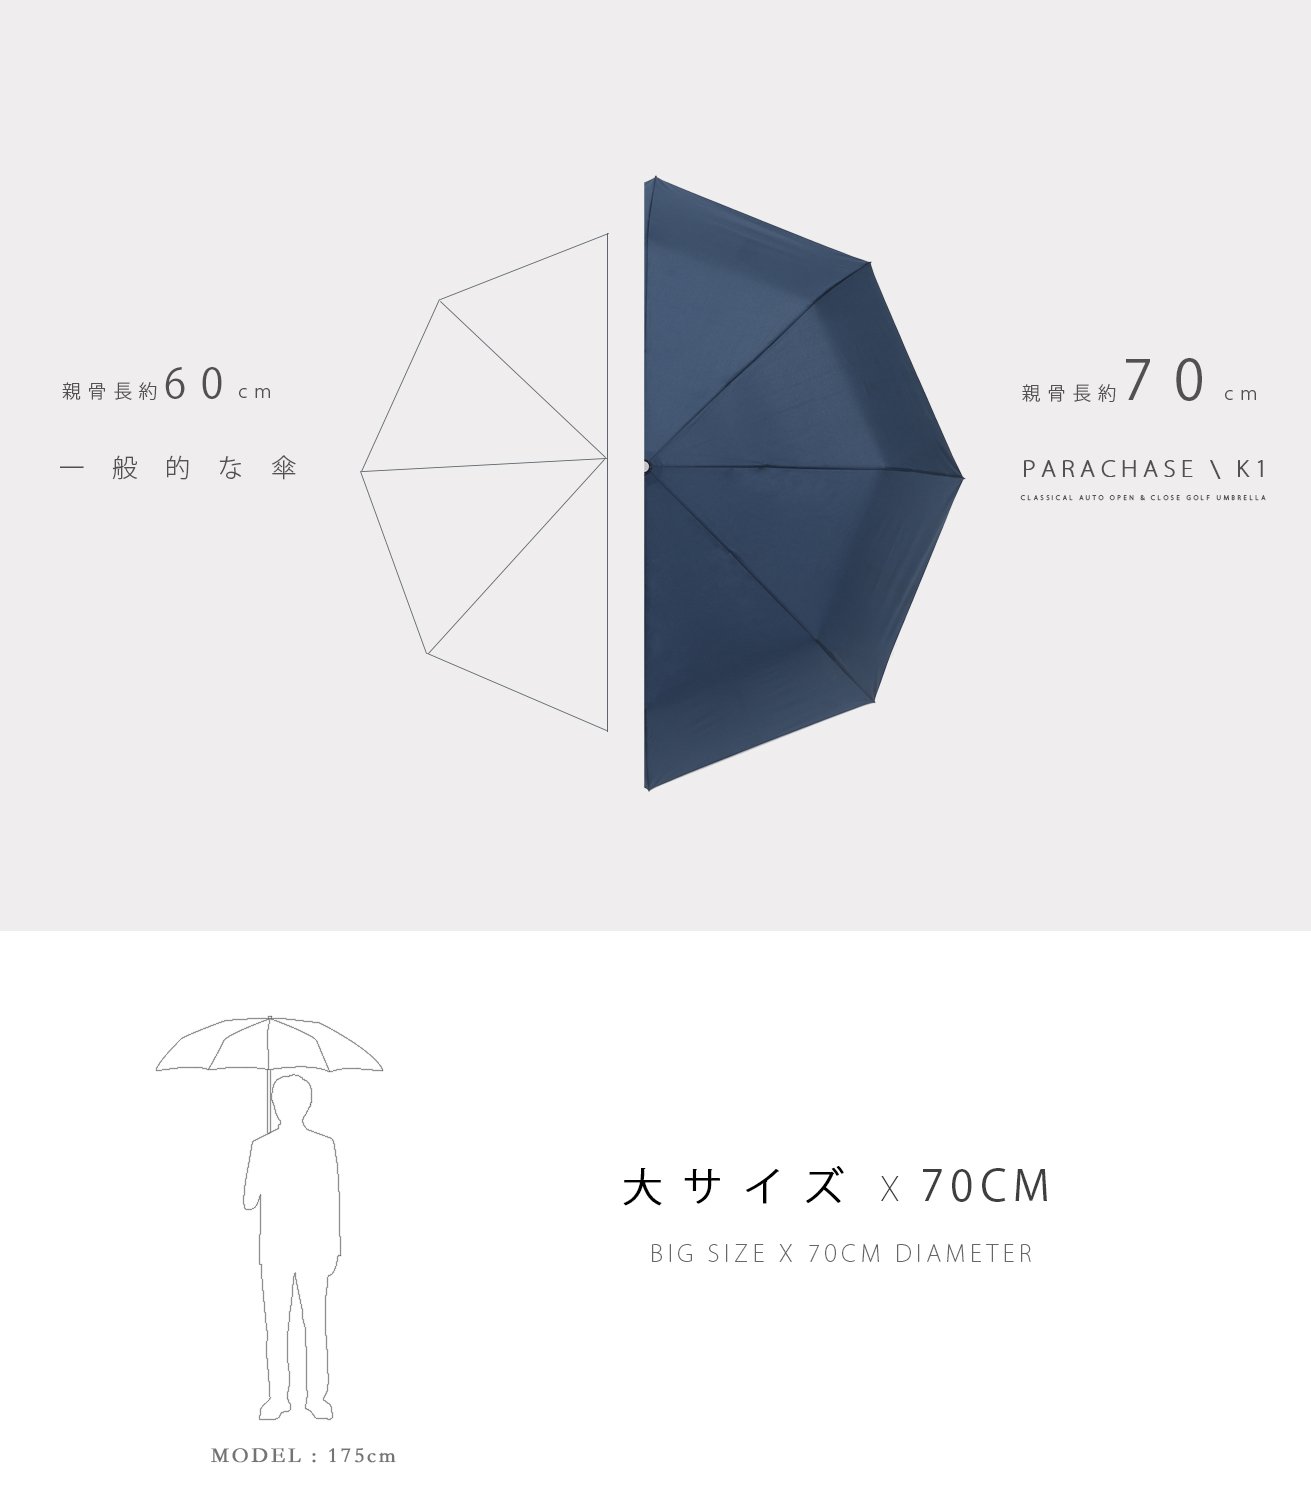 親骨長約60cm
一般的な傘
親骨長約70cm
PARACHASE \ K1
CLASSICAL AUTO OPEN & CLOSE GOLF UMBRELLA
大サイズ X 70CM
BIG SIZE X 70CM DIAMETER
MODEL : 175cm